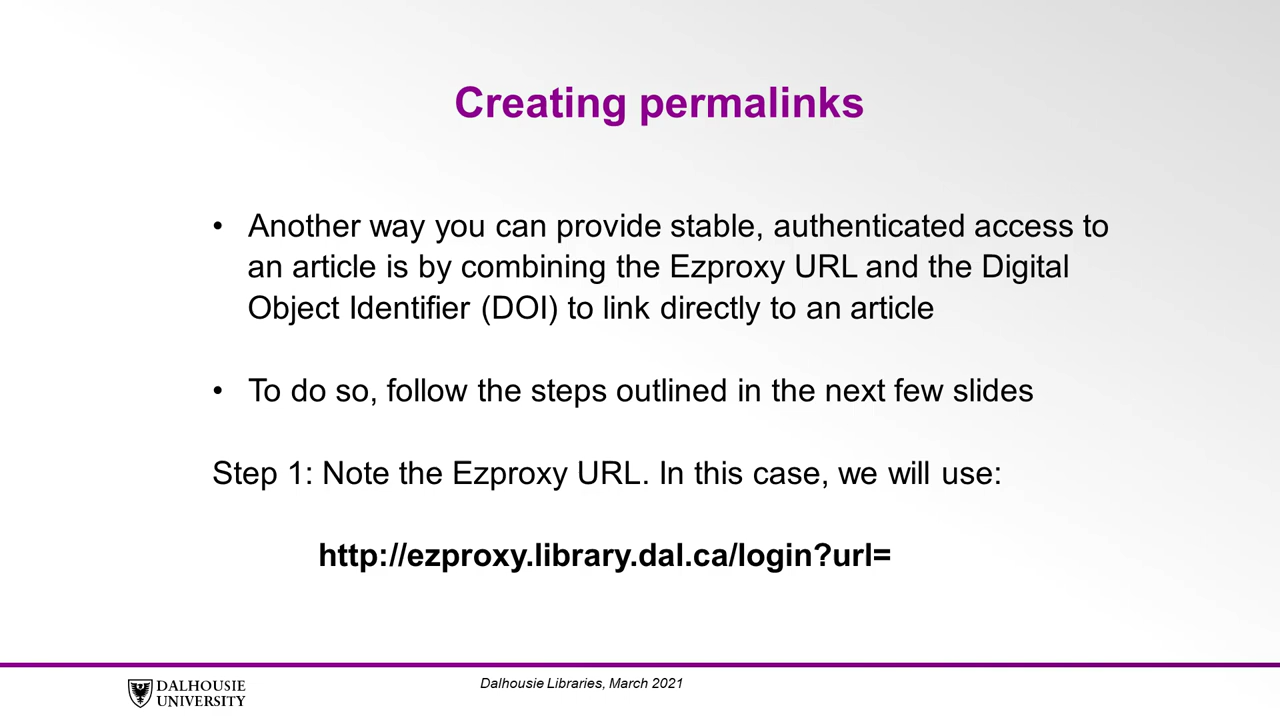 Creating permalinks
• Another way you can provide stable, authenticated access to
an article is by combining the Ezproxy URL and the Digital
Object Identifier (DOI) to link directly to an article
• To do so, follow the steps outlined in the next few slides
Step 1: Note the Ezproxy URL. In this case, we will use:
http://ezproxy.library.dal.ca/login?url=
DALHOUSIE
UNIVERSITY
Dalhousie Libraries, March 2021